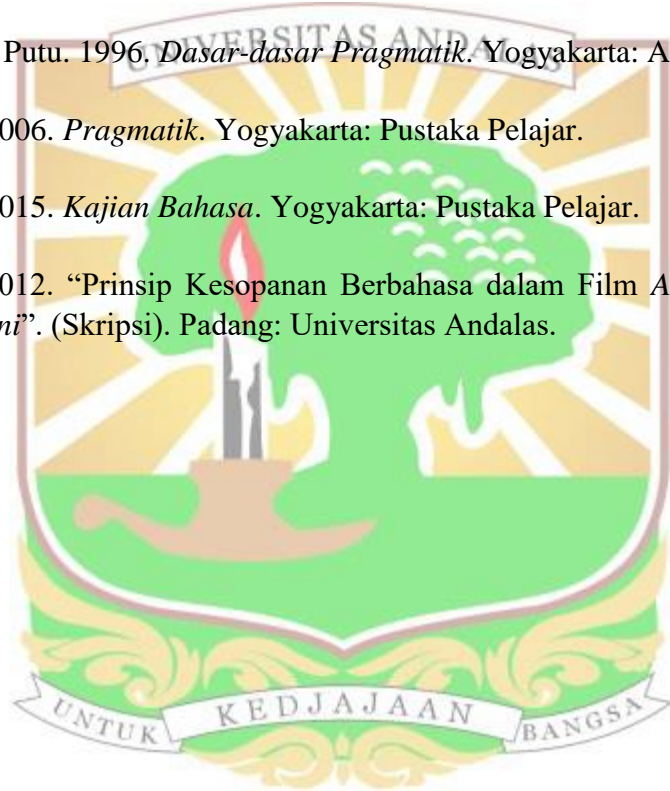 UNIVERSITAS ANDALAS
Putu. 1996. Dasar-dasar Pragmatik. Yogyakarta: A
006. Pragmatik. Yogyakarta: Pustaka Pelajar.
015. Kajian Bahasa. Yogyakarta: Pustaka Pelajar.
012. “Prinsip Kesopanan Berbahasa dalam Film A
ni”. (Skripsi). Padang: Universitas Andalas.
UNTUK KEDJAJAAN BANGSA